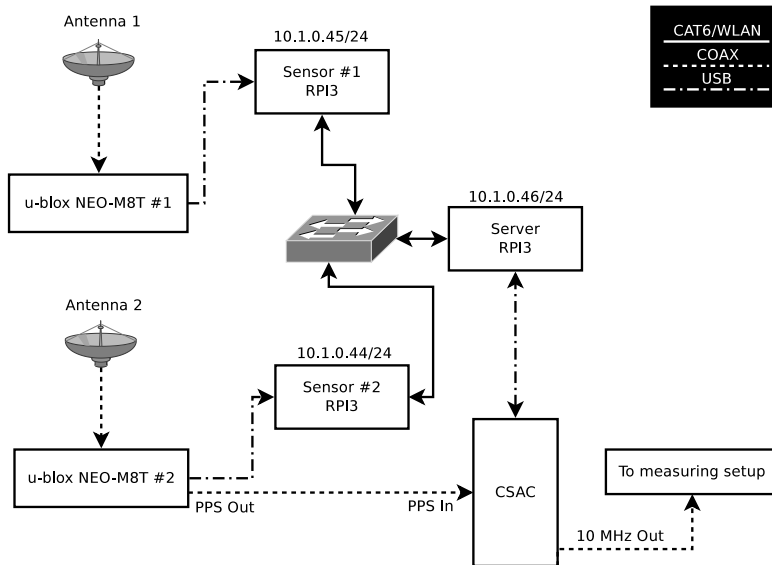 Antenna 1
10.1.0.45/24
Sensor #1
RPI3
CAT6/WLAN
COAX
USB
u-blox NEO-M8T #1
10.1.0.46/24
Server
RPI3
Antenna 2
10.1.0.44/24
Sensor #2
RPI3
u-blox NEO-M8T #2
PPS Out
PPS In
CSAC
To measuring setup
10 MHz Out